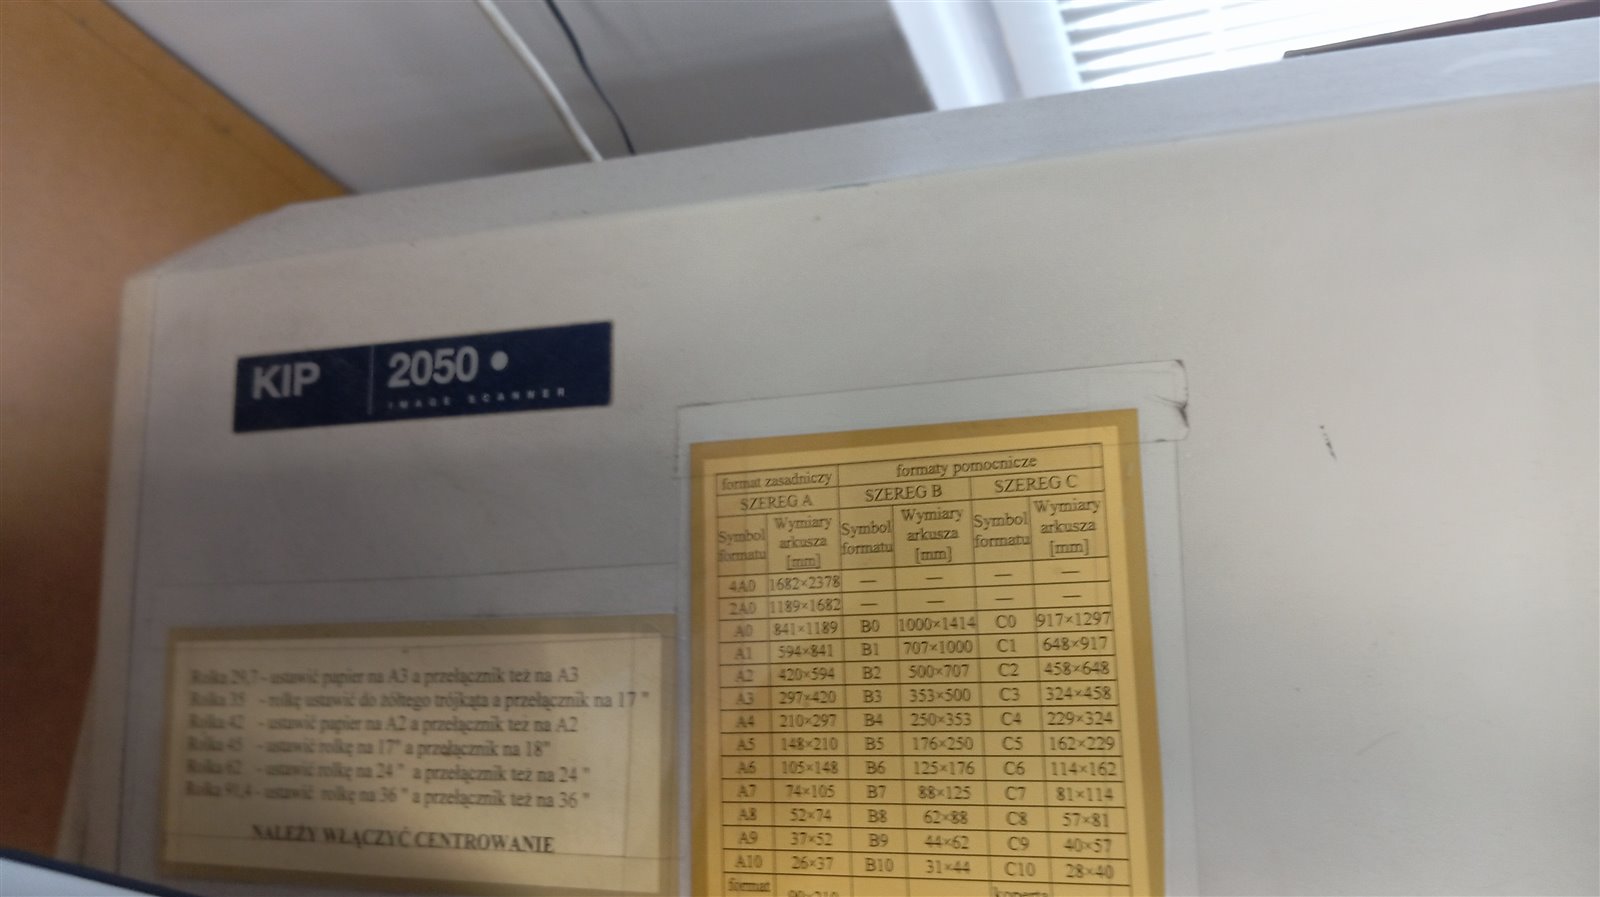 KIP 2050
IMAGE SCANNER
Rolka 29,7 - ustawić papier na A3 a przełącznik też na A3
Rolka 35 - rolkę ustawić do żółtego trójkąta a przełącznik na 17 "
Rolka 42 - ustawić papier na A2 a przełącznik też na A2
Rolka 45 - ustawić rolkę na 17" a przełącznik na 18"
Rolka 62 - ustawić rolkę na 24 " a przełącznik też na 24 "
Rolka 91,4 - ustawić rolkę na 36 " a przełącznik też na 36 "
NALEŻY WŁĄCZYĆ CENTROWANIE
format zasadniczy formaty pomocnicze
SZEREG A SZEREG B SZEREG C
Symbol formatu Wymiary arkusza [mm] Symbol formatu Wymiary arkusza [mm] Symbol formatu Wymiary arkusza [mm]
4A0 1682×2378 — — — —
2A0 1189×1682 — — — —
A0 841×1189 B0 1000×1414 C0 917×1297
A1 594×841 B1 707×1000 C1 648×917
A2 420×594 B2 500×707 C2 458×648
A3 297×420 B3 353×500 C3 324×458
A4 210×297 B4 250×353 C4 229×324
A5 148×210 B5 176×250 C5 162×229
A6 105×148 B6 125×176 C6 114×162
A7 74×105 B7 88×125 C7 81×114
A8 52×74 B8 62×88 C8 57×81
A9 37×52 B9 44×62 C9 40×57
A10 26×37 B10 31×44 C10 28×40
format koperta